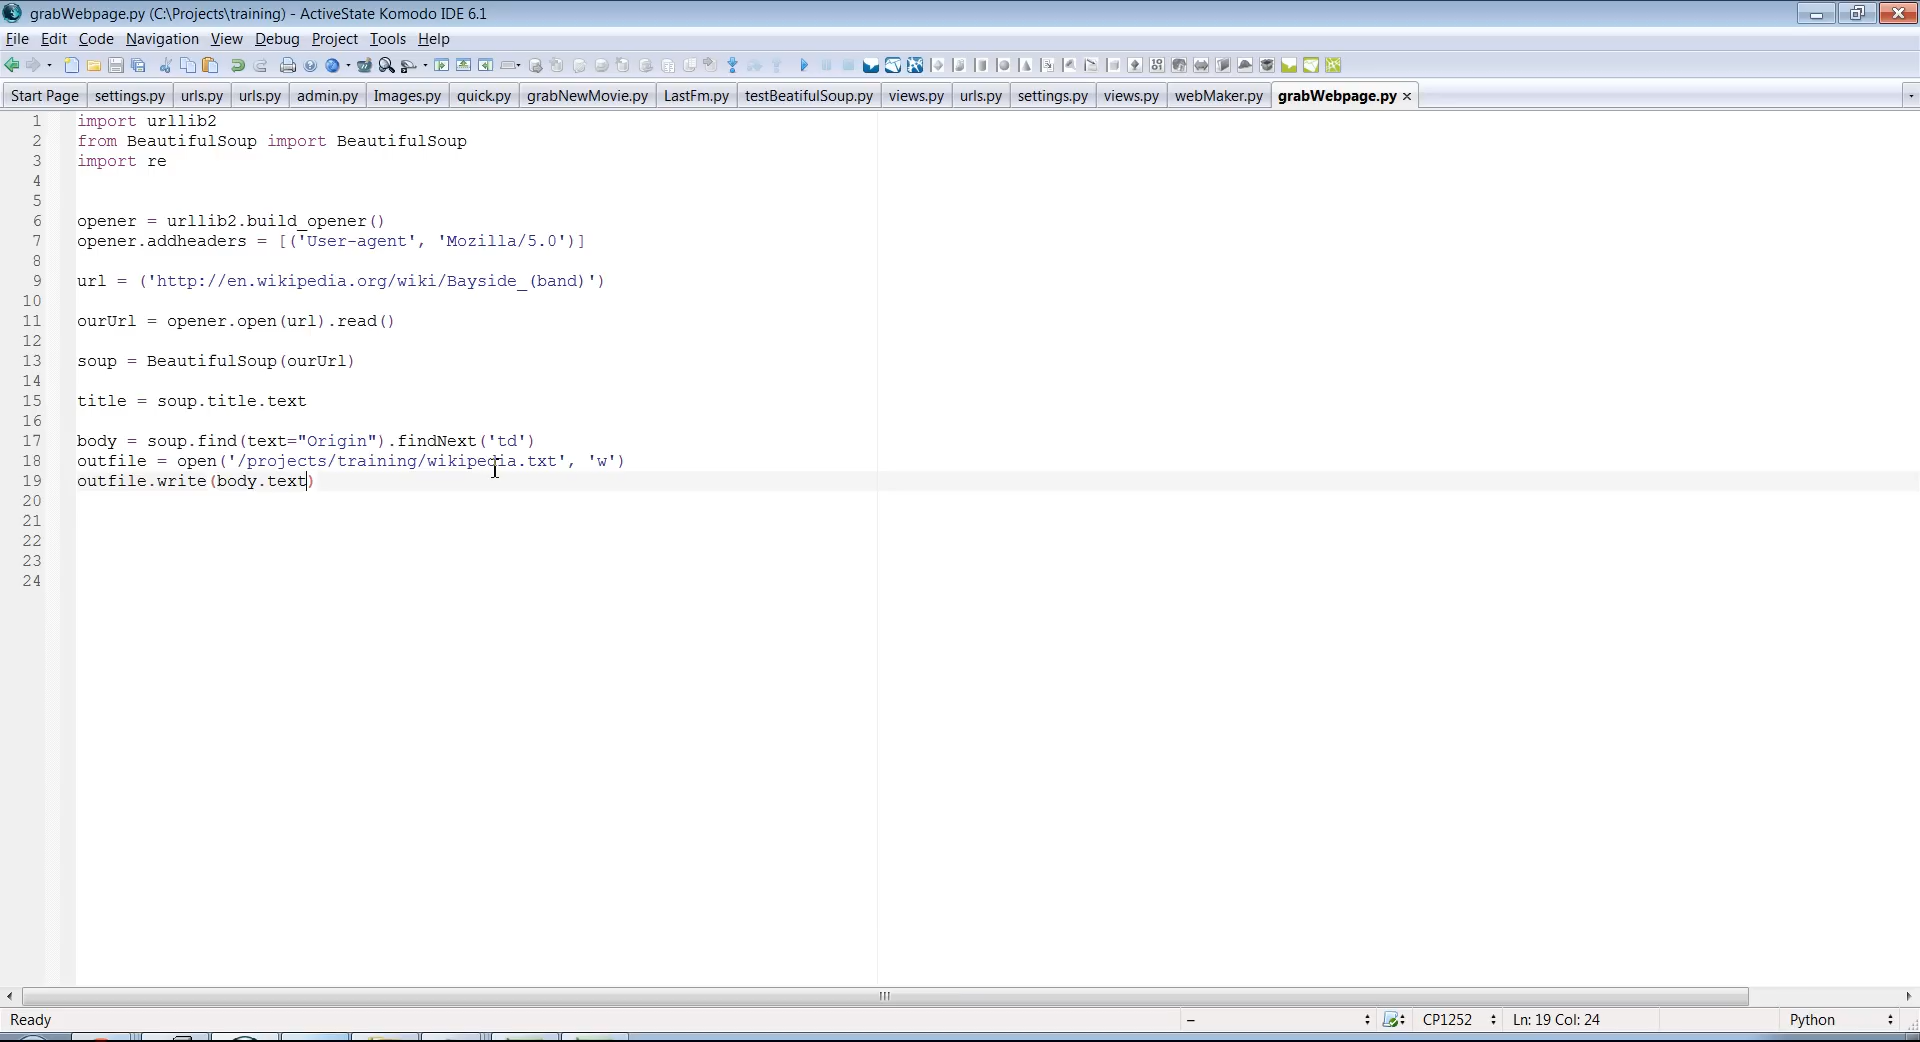 grabWebpage.py (C:\Projects\training) - ActiveState Komodo IDE 6.1
File Edit Code Navigation View Debug Project Tools Help
Start Page settings.py urls.py urls.py admin.py Images.py quick.py grabNewMovie.py LastFm.py testBeatifulSoup.py views.py urls.py settings.py views.py webMaker.py grabWebpage.py
1 import urllib2
2 from BeautifulSoup import BeautifulSoup
3 import re
4
5
6 opener = urllib2.build_opener()
7 opener.addheaders = [('User-agent', 'Mozilla/5.0')]
8
9 url = ('http://en.wikipedia.org/wiki/Bayside_(band)')
10
11 ourUrl = opener.open(url).read()
12
13 soup = BeautifulSoup(ourUrl)
14
15 title = soup.title.text
16
17 body = soup.find(text="Origin").findNext('td')
18 outfile = open('/projects/training/wikipedia.txt', 'w')
19 outfile.write(body.text)
20
21
22
23
24
Ready – CP1252 Ln: 19 Col: 24 Python